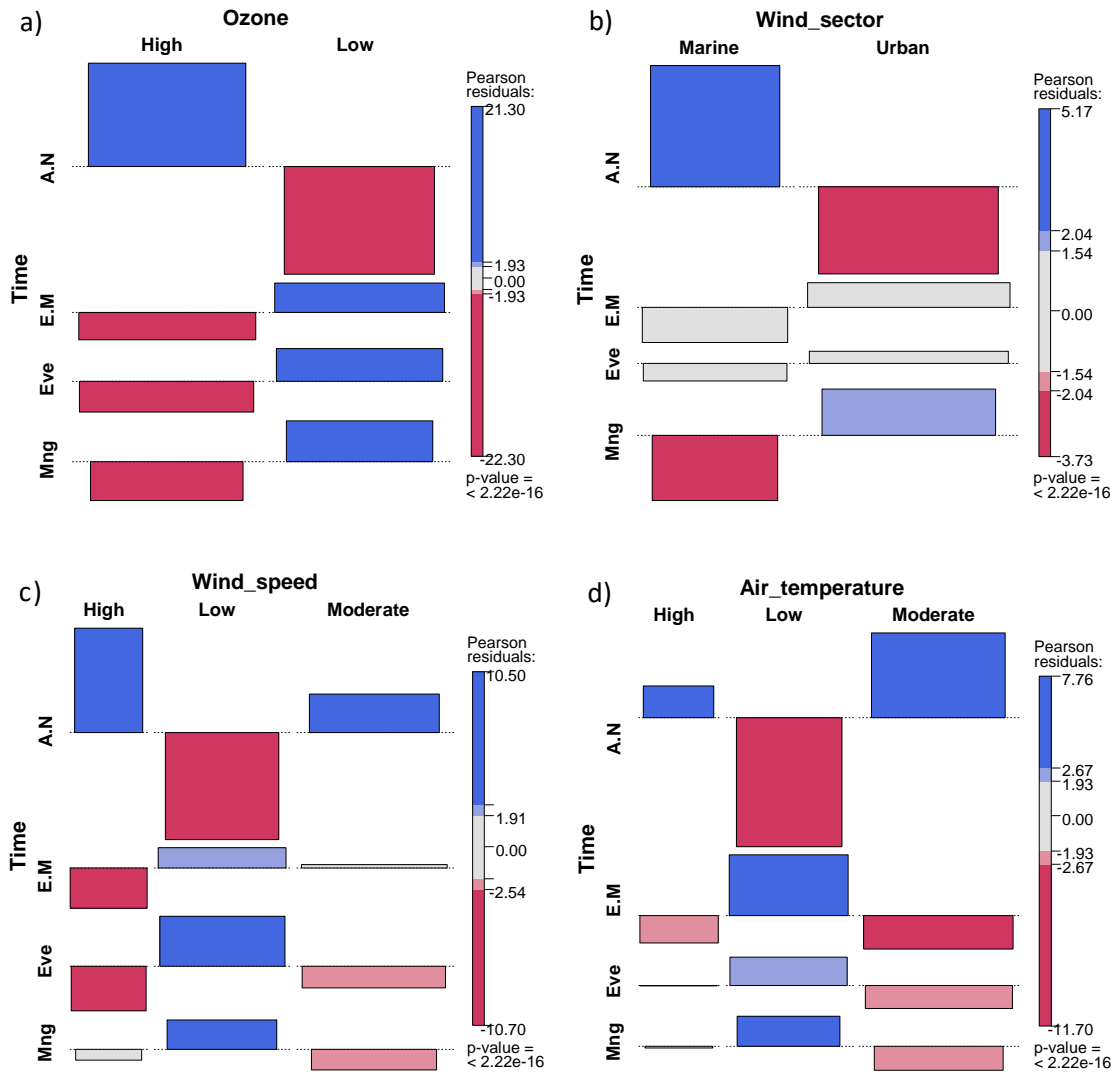 a)
Ozone
High Low
Pearson
residuals:
21.30
1.93
0.00
-1.93
-22.30
p-value =
< 2.22e-16
Time
A.N
E.M
Eve
Mng
b)
Wind_sector
Marine Urban
Pearson
residuals:
5.17
2.04
1.54
0.00
-1.54
-2.04
-3.73
p-value =
< 2.22e-16
Time
A.N
E.M
Eve
Mng
c)
Wind_speed
High Low Moderate
Pearson
residuals:
10.50
1.91
0.00
-2.54
-10.70
p-value =
< 2.22e-16
Time
A.N
E.M
Eve
Mng
d)
Air_temperature
High Low Moderate
Pearson
residuals:
7.76
2.67
1.93
0.00
-1.93
-2.67
-11.70
p-value =
< 2.22e-16
Time
A.N
E.M
Eve
Mng